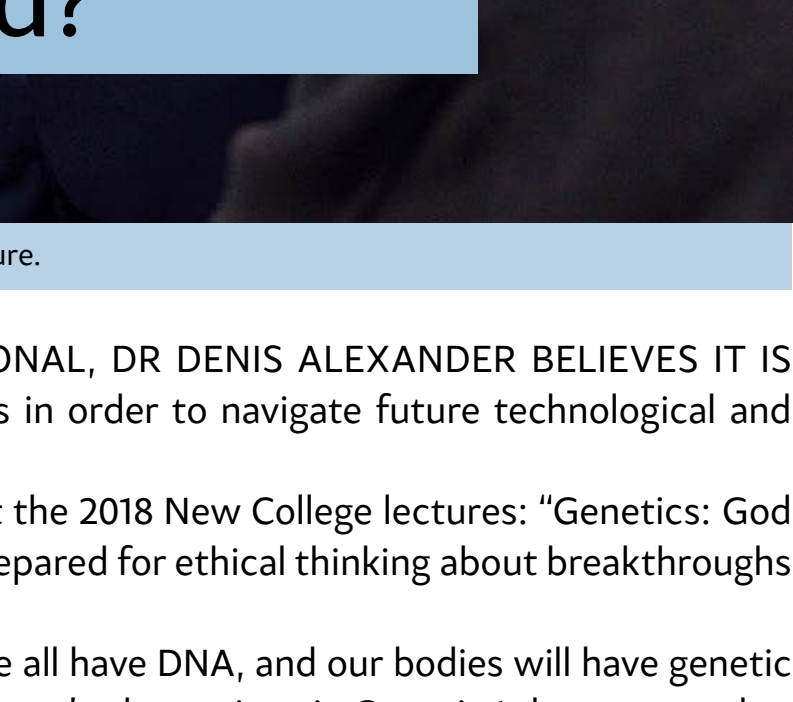 d?
ure.
ONAL, DR DENIS ALEXANDER BELIEVES IT IS
s in order to navigate future technological and
t the 2018 New College lectures: “Genetics: God
epared for ethical thinking about breakthroughs
e all have DNA, and our bodies will have genetic